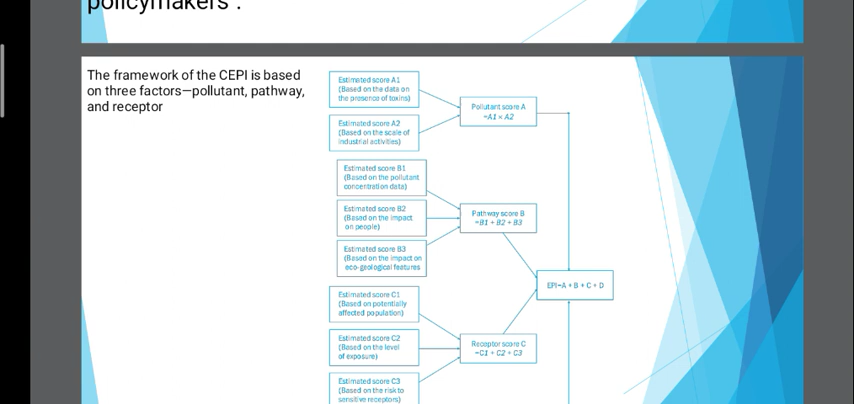 policymakers .
The framework of the CEPI is based
on three factors—pollutant, pathway,
and receptor
Estimated score A1
(Based on the data on
the presence of toxins)
Estimated score A2
(Based on the scale of
industrial activities)
Pollutant score A
=A1 × A2
Estimated score B1
(Based on the pollutant
concentration data)
Estimated score B2
(Based on the impact
on people)
Estimated score B3
(Based on the impact on
eco-geological features
Pathway score B
=B1 + B2 + B3
EPI=A + B + C + D
Estimated score C1
(Based on potentially
affected population)
Estimated score C2
(Based on the level
of exposure)
Estimated score C3
(Based on the risk to
sensitive receptors)
Receptor score C
=C1 + C2 + C3